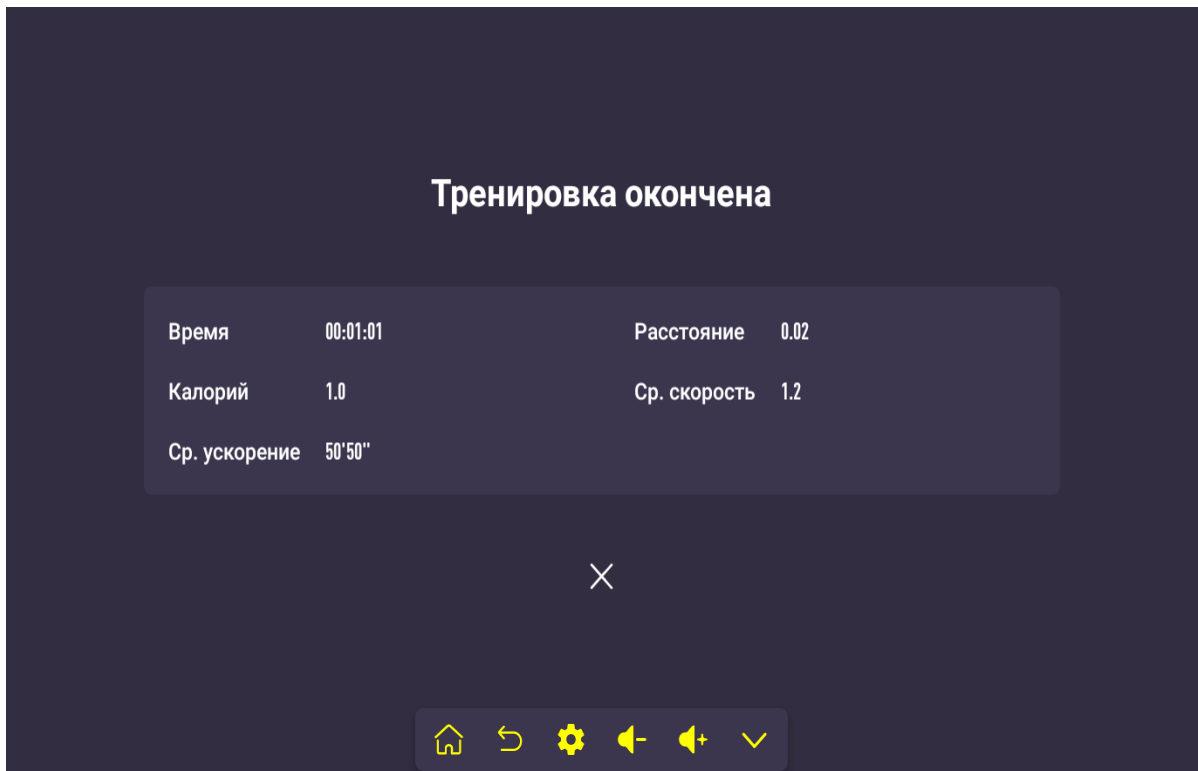 Тренировка окончена
Время 00:01:01 Расстояние 0.02
Калорий 1.0 Ср. скорость 1.2
Ср. ускорение 50'50"